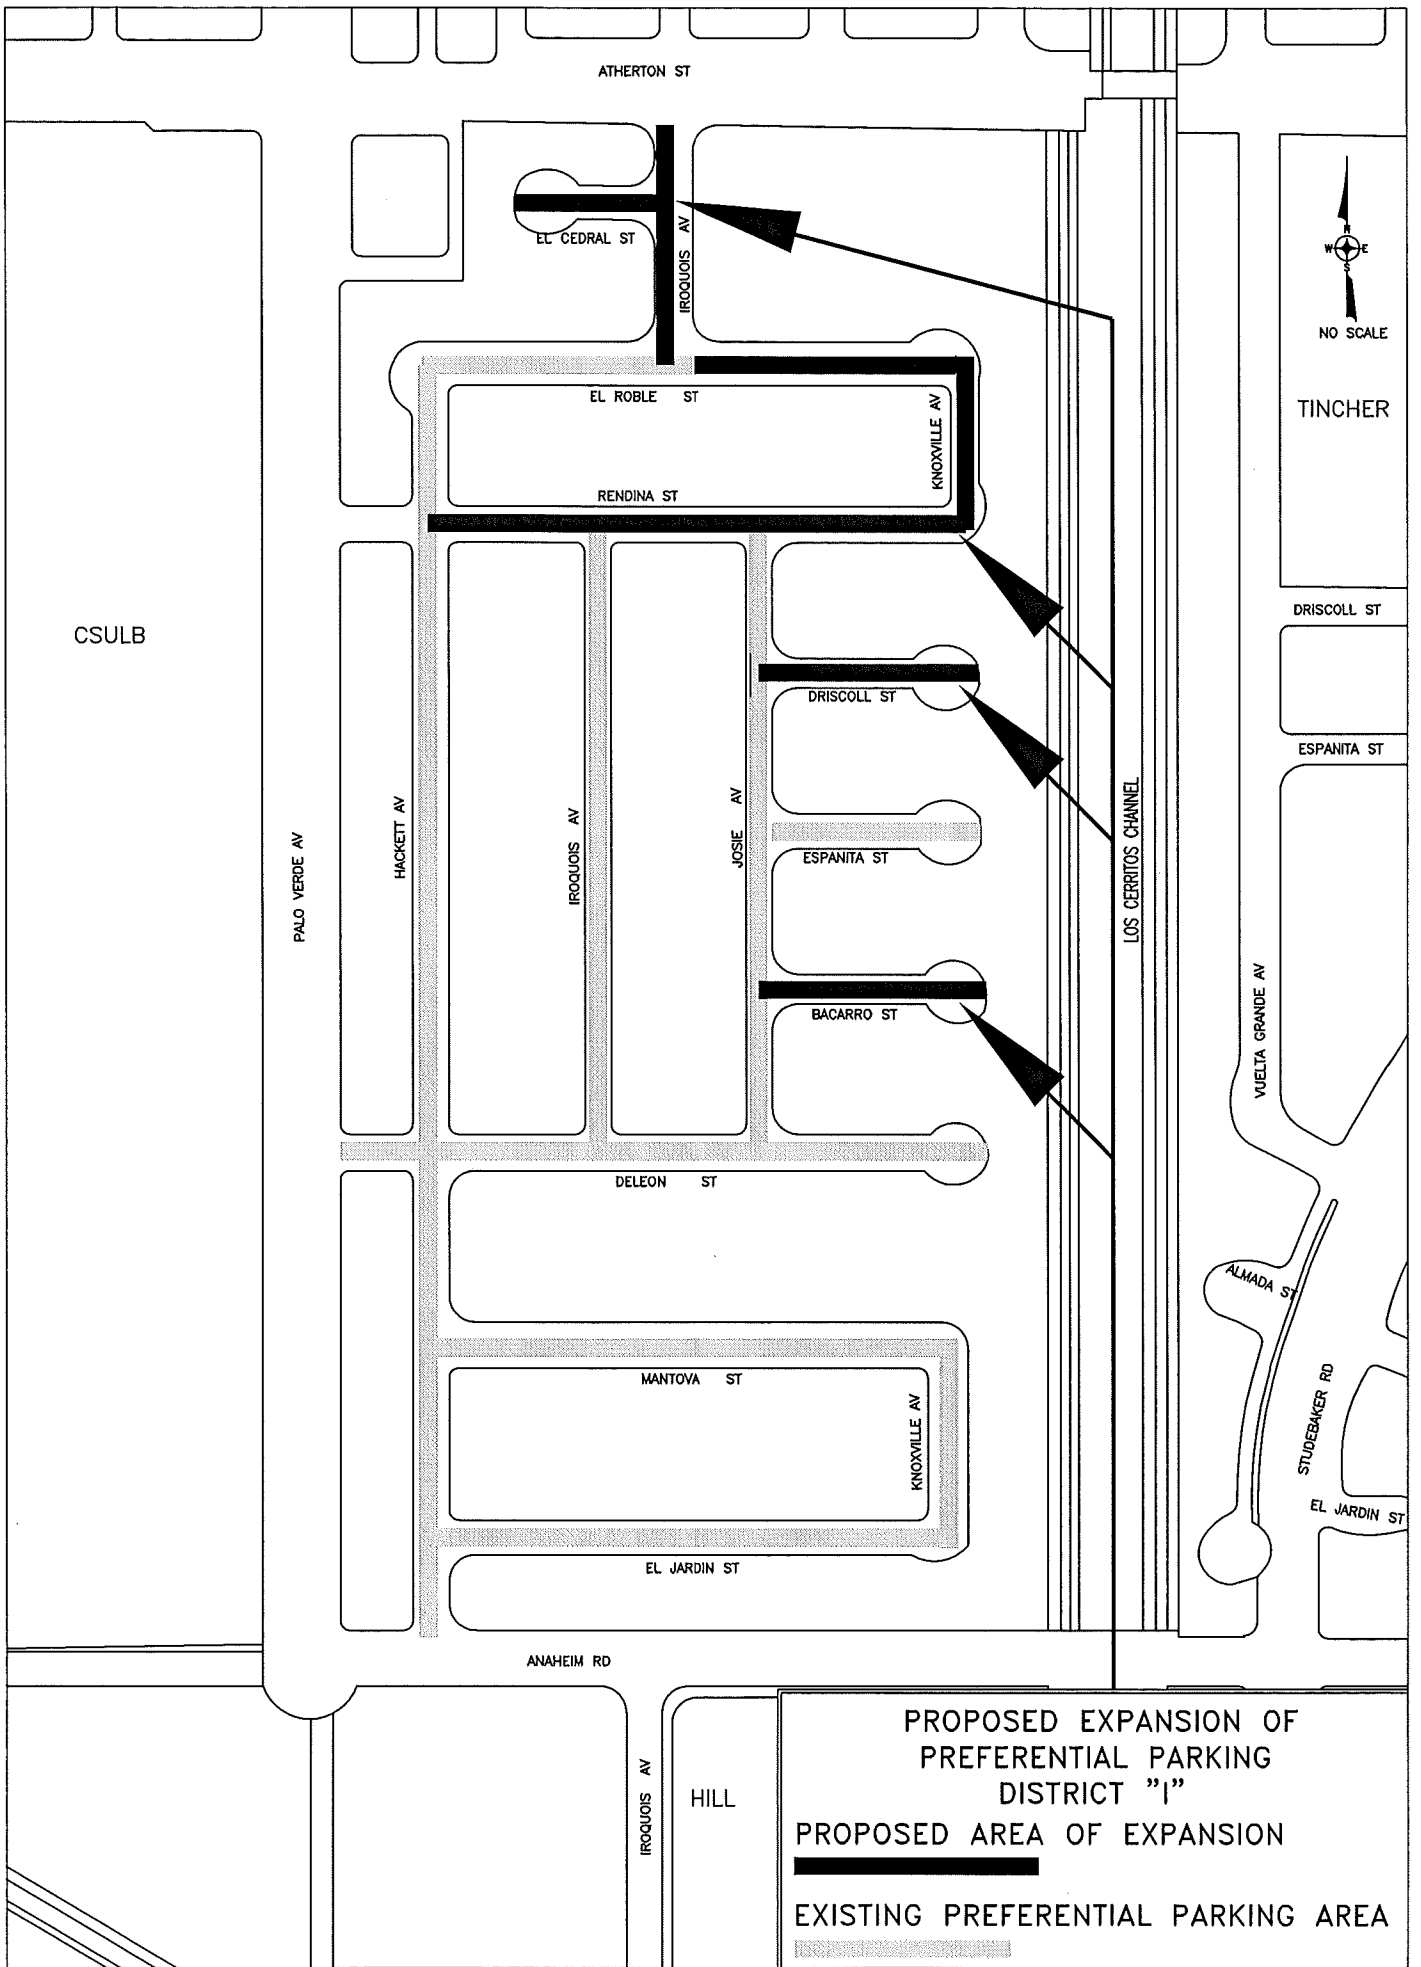 ATHERTON ST
EL CEDRAL ST
IROQUOIS AV
N
W E
S
NO SCALE
EL ROBLE ST
KNOXVILLE AV
TINCHER
RENDINA ST
CSULB
DRISCOLL ST
DRISCOLL ST
ESPANITA ST
PALO VERDE AV
HACKETT AV
IROQUOIS AV
JOSIE AV
ESPANITA ST
LOS CERRITOS CHANNEL
BACARRO ST
VUELTA GRANDE AV
DELEON ST
ALMADA ST
MANTOVA ST
KNOXVILLE AV
STUDEBAKER RD
EL JARDIN ST
EL JARDIN ST
ANAHEIM RD
IROQUOIS AV
HILL
PROPOSED EXPANSION OF
PREFERENTIAL PARKING
DISTRICT "I"
PROPOSED AREA OF EXPANSION
EXISTING PREFERENTIAL PARKING AREA